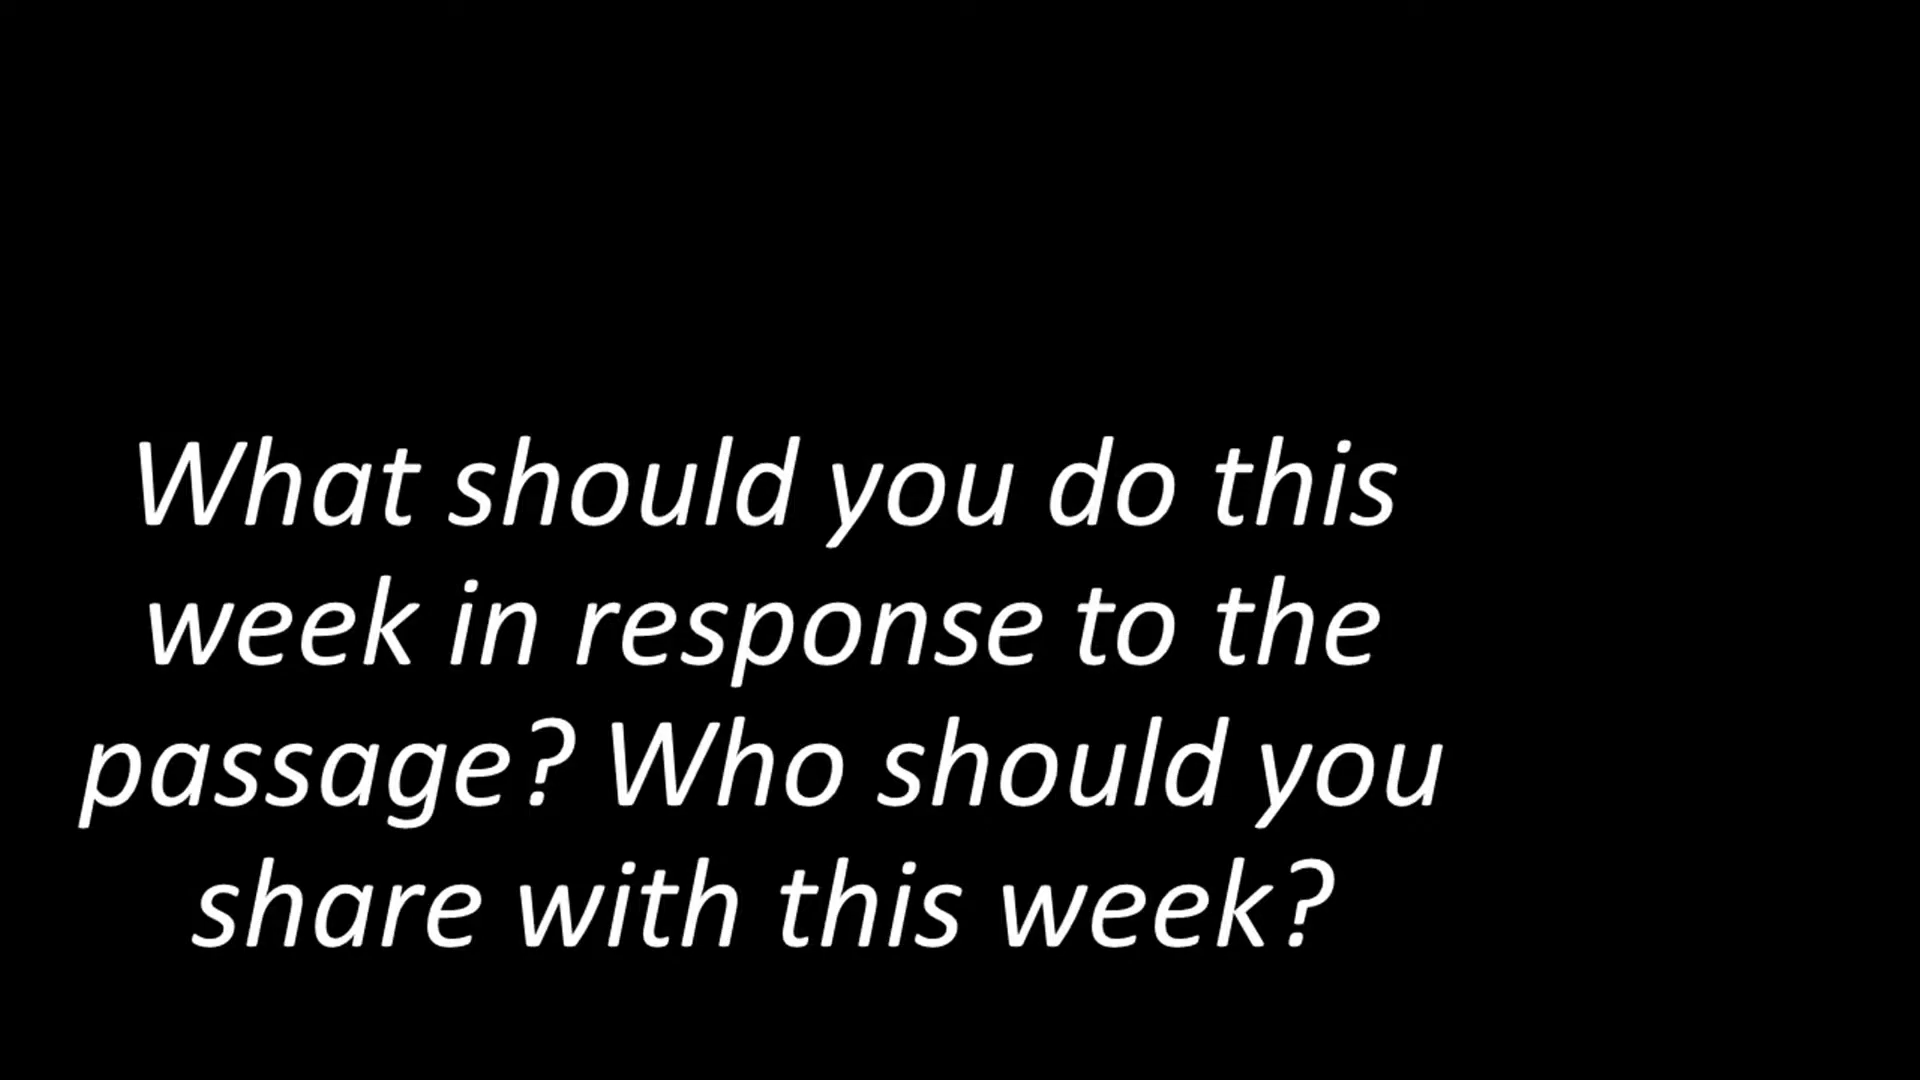 What should you do this
week in response to the
passage? Who should you
share with this week?